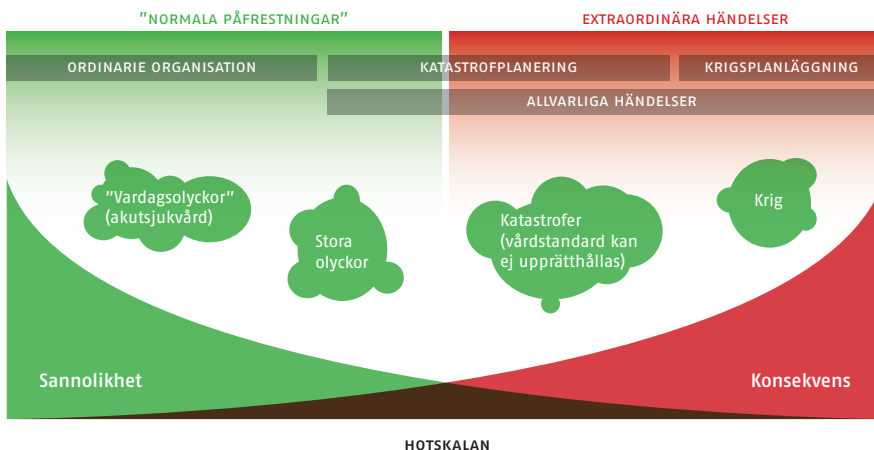 "NORMALA PÅFRESTNINGAR"
EXTRAORDINÄRA HÄNDELSER
ORDINARIE ORGANISATION
KATASTROFPLANERING
KRIGSPLANLÄGGNING
ALLVARLIGA HÄNDELSER
"Vardagsolyckor"
(akutsjukvård)
Stora
olyckor
Katastrofer
(vårdstandard kan
ej upprätthållas)
Krig
Sannolikhet
Konsekvens
HOTSKALAN